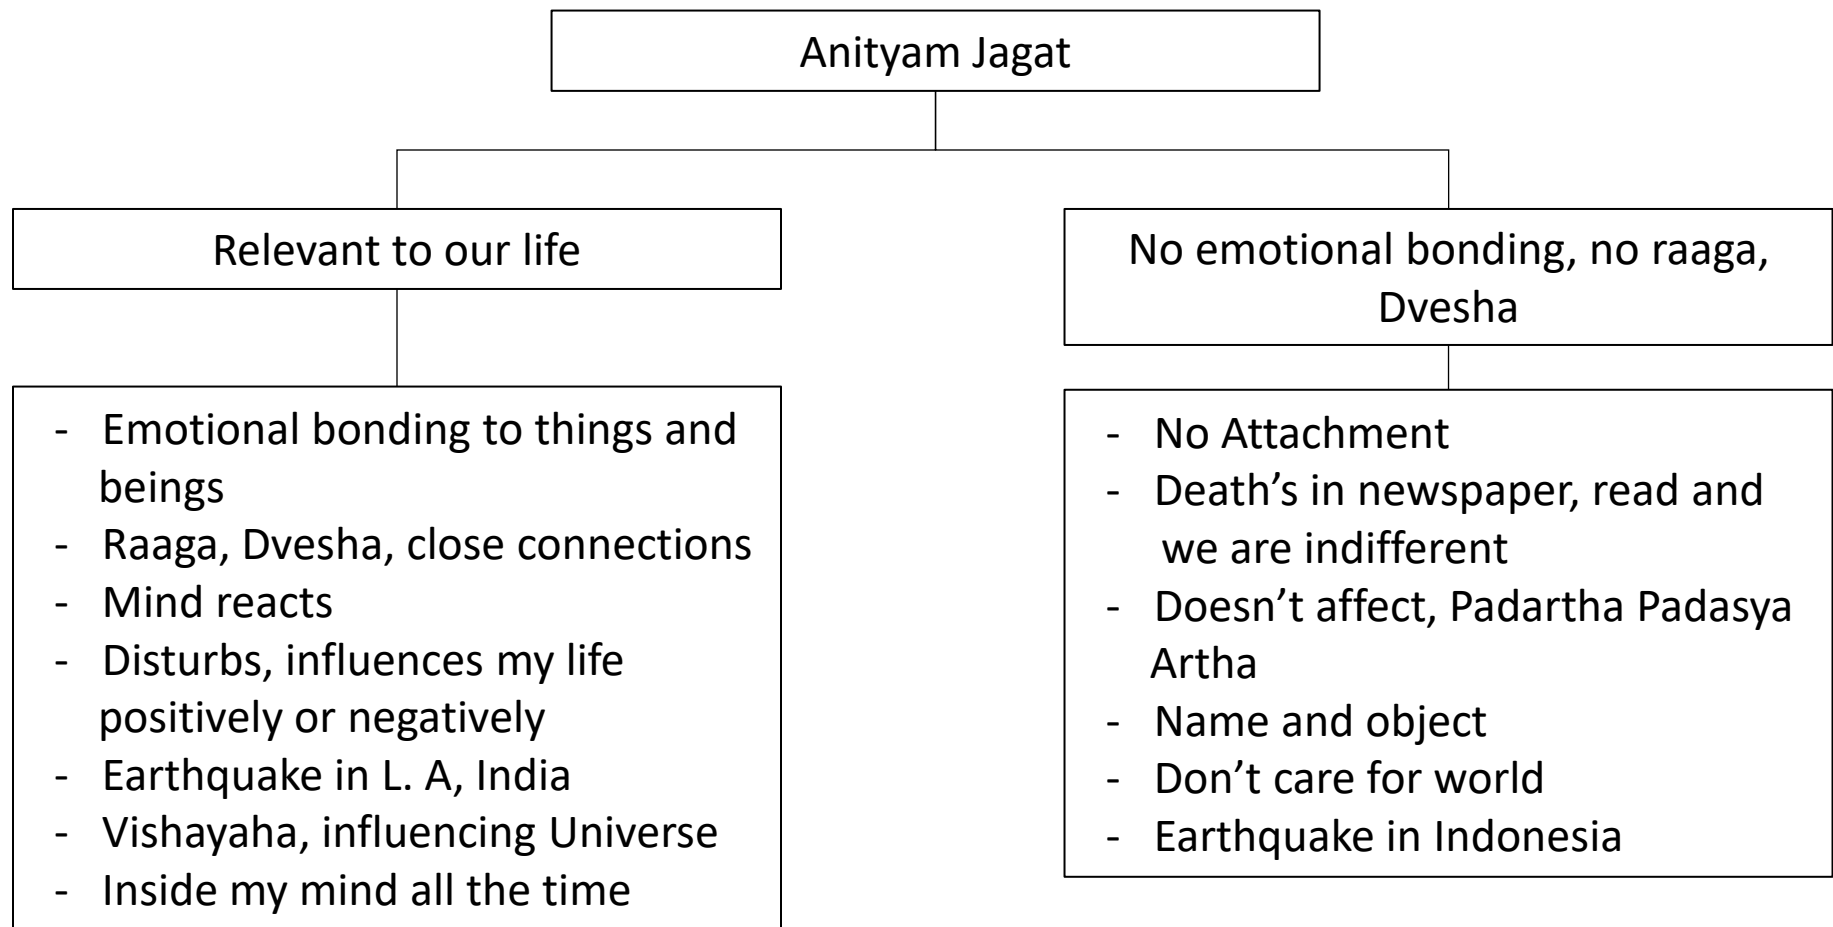 Anityam Jagat
Relevant to our life
- Emotional bonding to things and
beings
- Raaga, Dvesha, close connections
- Mind reacts
- Disturbs, influences my life
positively or negatively
- Earthquake in L. A, India
- Vishayaha, influencing Universe
- Inside my mind all the time
No emotional bonding, no raaga,
Dvesha
- No Attachment
- Death’s in newspaper, read and
we are indifferent
- Doesn’t affect, Padartha Padasya
Artha
- Name and object
- Don’t care for world
- Earthquake in Indonesia